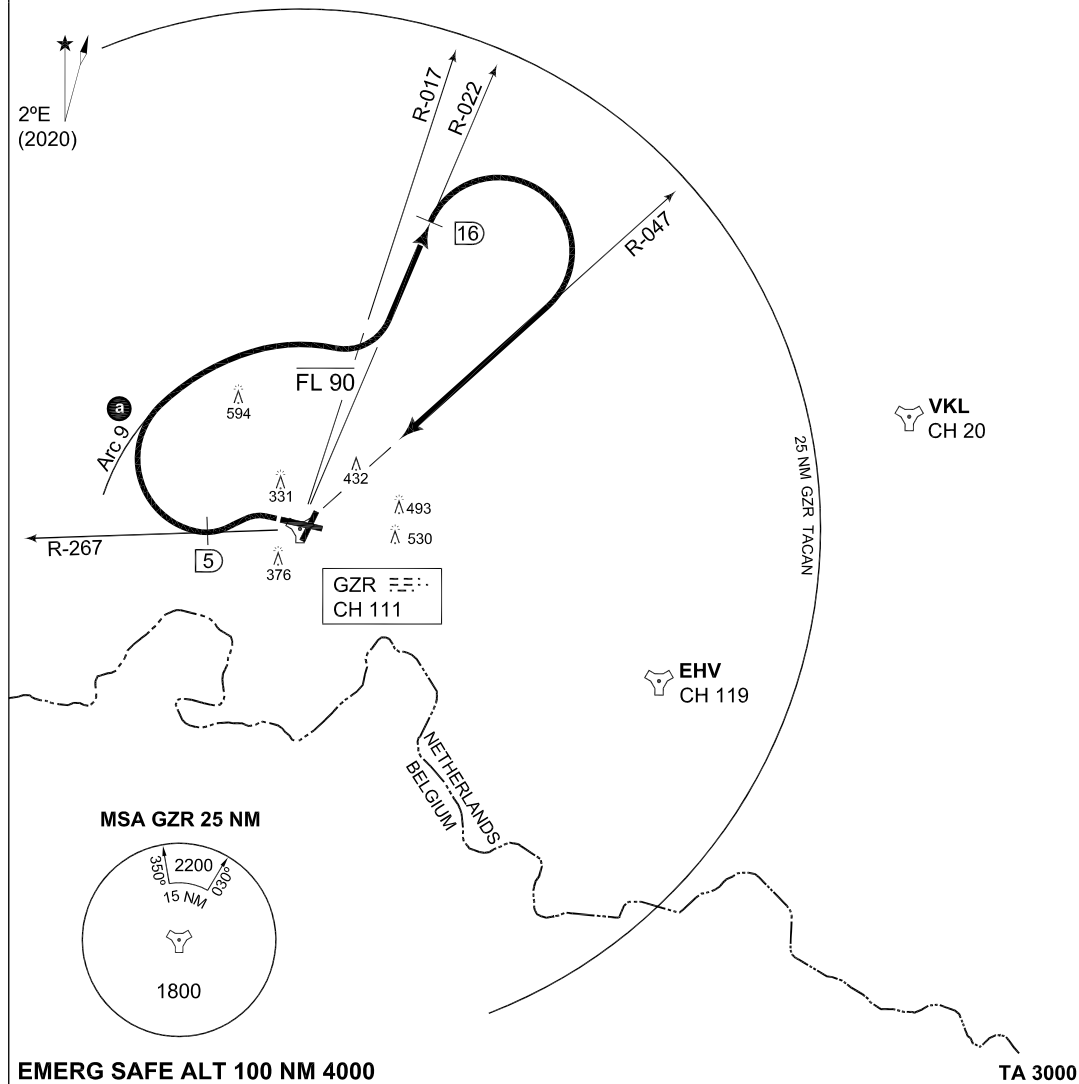 2ºE
(2020)
R-017
R-022
16
R-047
FL 90
a
594
Arc 9
VKL
CH 20
432
331
493
530
25 NM GZR TACAN
R-267
5
376
GZR
CH 111
EHV
CH 119
NETHERLANDS
BELGIUM
MSA GZR 25 NM
350º
2200
030º
15 NM
1800
EMERG SAFE ALT 100 NM 4000
TA 3000